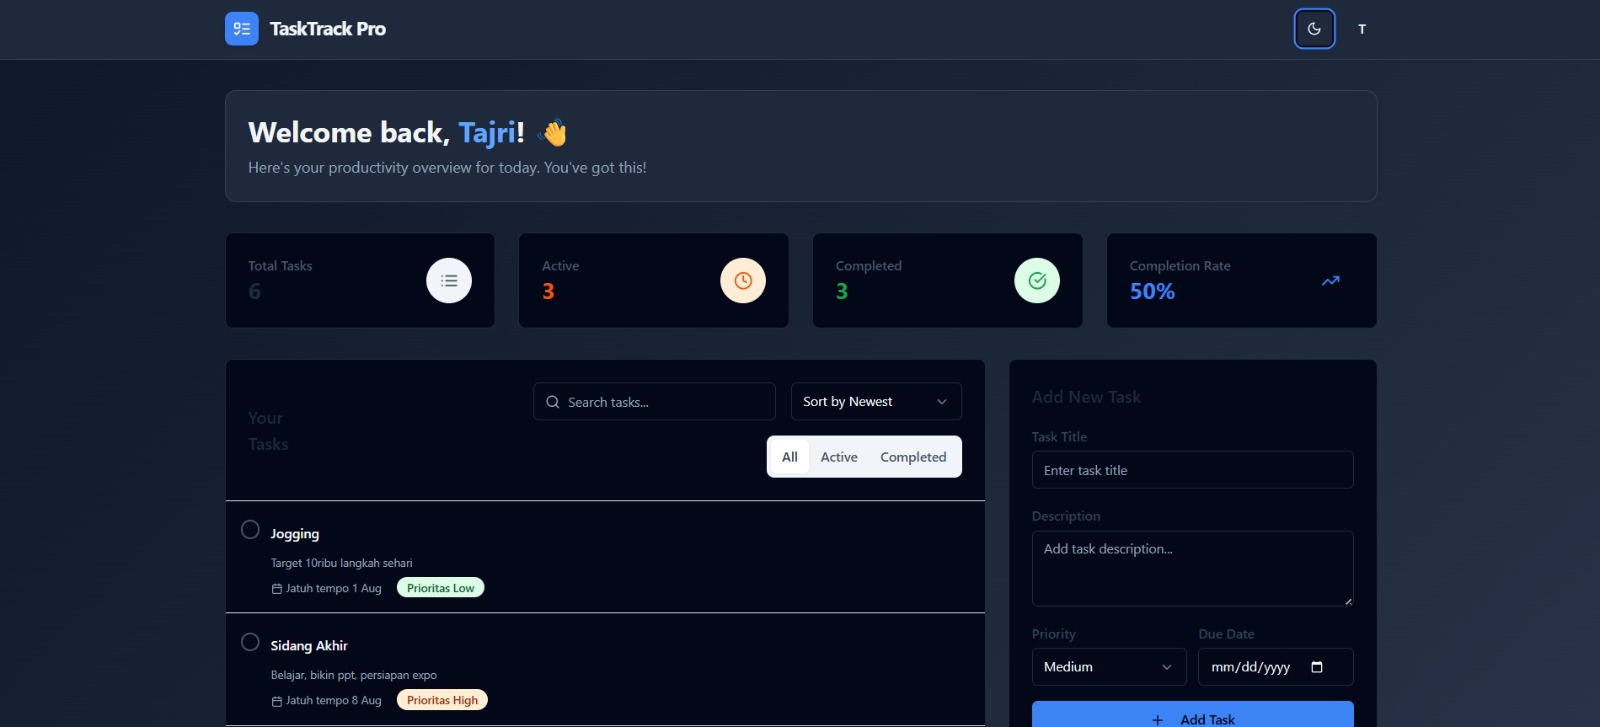 TaskTrack Pro
T
Welcome back, Tajri! 👋
Here's your productivity overview for today. You've got this!
Total Tasks
6
Active
3
Completed
3
Completion Rate
50%
Your
Tasks
Search tasks...
Sort by Newest
All
Active
Completed
Jogging
Target 10ribu langkah sehari
Jatuh tempo 1 Aug
Prioritas Low
Sidang Akhir
Belajar, bikin ppt, persiapan expo
Jatuh tempo 8 Aug
Prioritas High
Add New Task
Task Title
Enter task title
Description
Add task description...
Priority
Due Date
Medium
mm/dd/yyyy
+ Add Task